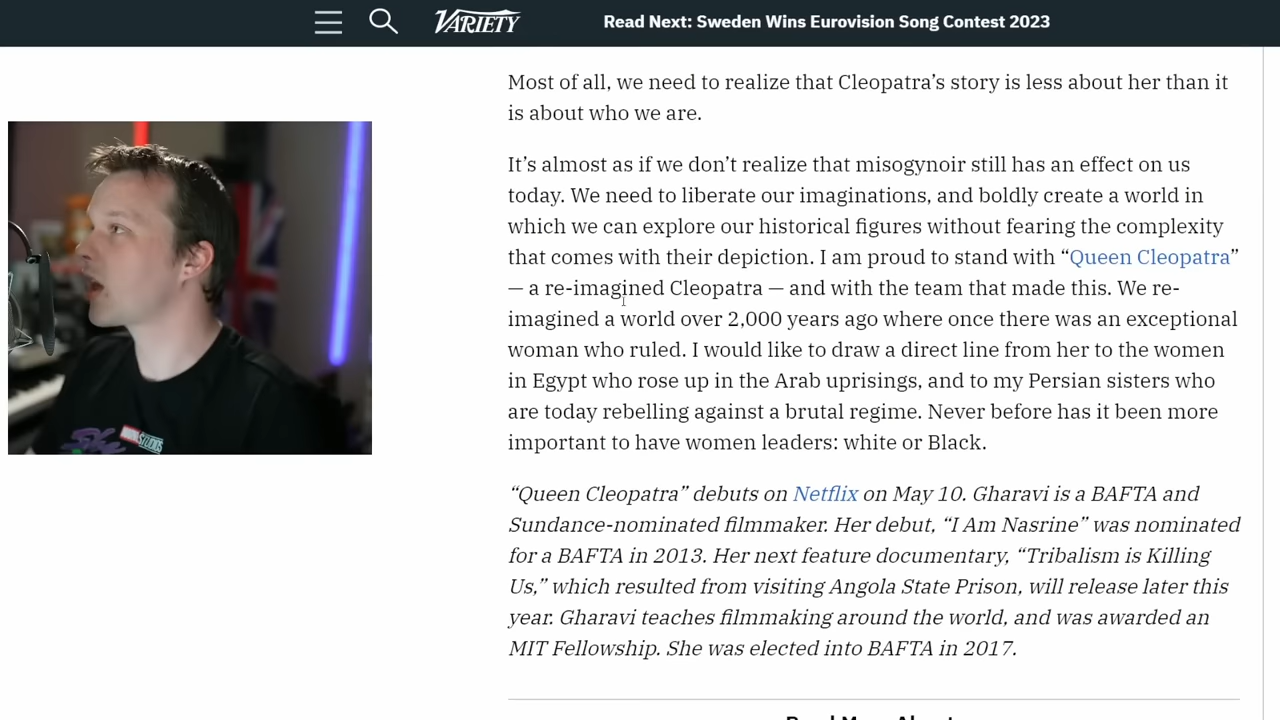 VARIETY
Read Next: Sweden Wins Eurovision Song Contest 2023
Most of all, we need to realize that Cleopatra’s story is less about her than it
is about who we are.
It’s almost as if we don’t realize that misogynoir still has an effect on us
today. We need to liberate our imaginations, and boldly create a world in
which we can explore our historical figures without fearing the complexity
that comes with their depiction. I am proud to stand with “Queen Cleopatra”
— a re-imagined Cleopatra — and with the team that made this. We re-
imagined a world over 2,000 years ago where once there was an exceptional
woman who ruled. I would like to draw a direct line from her to the women
in Egypt who rose up in the Arab uprisings, and to my Persian sisters who
are today rebelling against a brutal regime. Never before has it been more
important to have women leaders: white or Black.
“Queen Cleopatra” debuts on Netflix on May 10. Gharavi is a BAFTA and
Sundance-nominated filmmaker. Her debut, “I Am Nasrine” was nominated
for a BAFTA in 2013. Her next feature documentary, “Tribalism is Killing
Us,” which resulted from visiting Angola State Prison, will release later this
year. Gharavi teaches filmmaking around the world, and was awarded an
MIT Fellowship. She was elected into BAFTA in 2017.